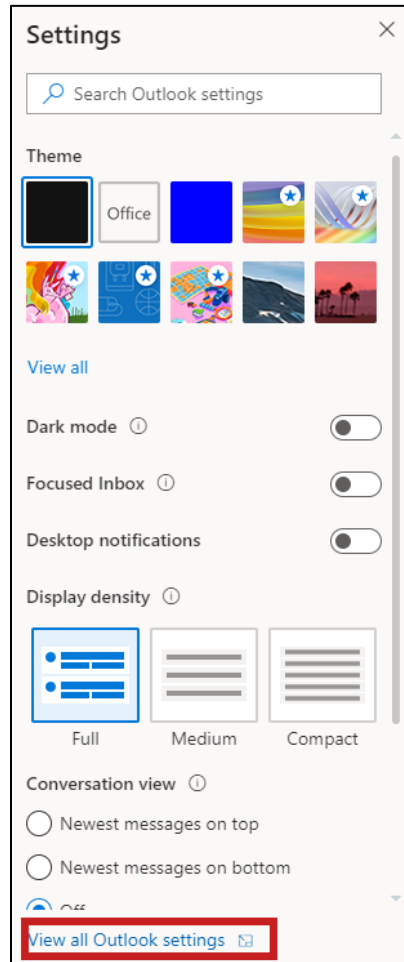 Settings
Search Outlook settings
Theme
Office
View all
Dark mode
Focused Inbox
Desktop notifications
Display density
Full Medium Compact
Conversation view
Newest messages on top
Newest messages on bottom
Off
View all Outlook settings